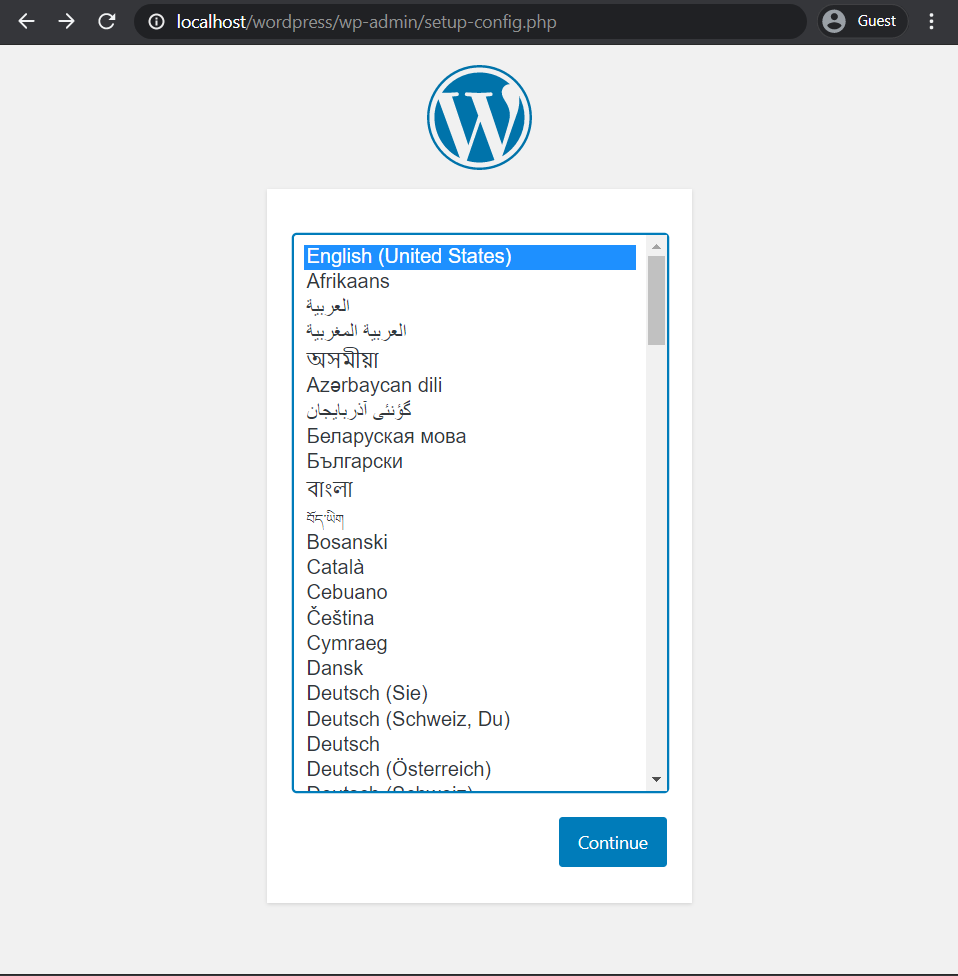 localhost/wordpress/wp-admin/setup-config.php
Guest
English (United States)
Afrikaans
العربية
العربية المغربية
অসমীয়া
Azərbaycan dili
گؤنئی آذربایجان
Беларуская мова
Български
বাংলা
བོད་ཡིག
Bosanski
Català
Cebuano
Čeština
Cymraeg
Dansk
Deutsch (Sie)
Deutsch (Schweiz, Du)
Deutsch
Deutsch (Österreich)
Deutsch (Schweiz)
Continue